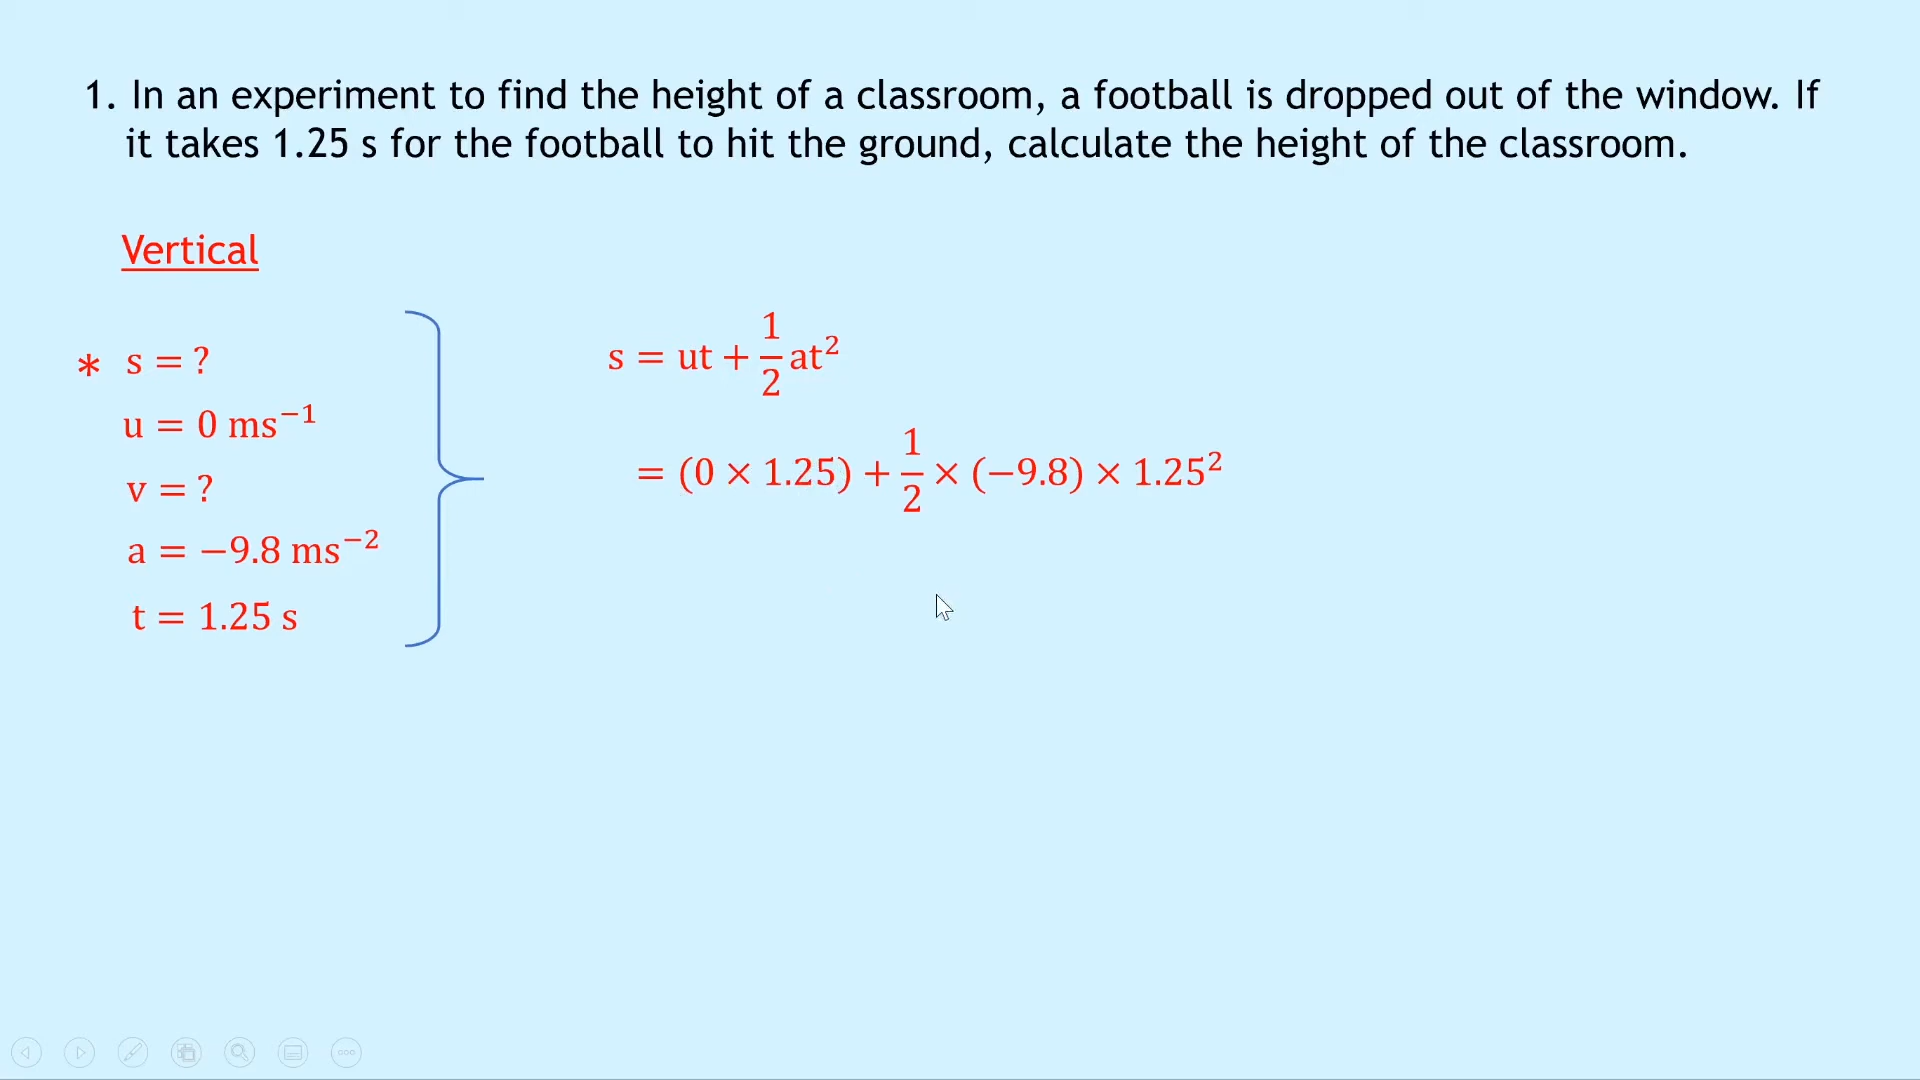 1. In an experiment to find the height of a classroom, a football is dropped out of the window. If
it takes 1.25 s for the football to hit the ground, calculate the height of the classroom.
Vertical
* s = ?
u = 0 ms⁻¹
v = ?
a = −9.8 ms⁻²
t = 1.25 s
s = ut + 1/2 at²
= (0 × 1.25) + 1/2 × (−9.8) × 1.25²